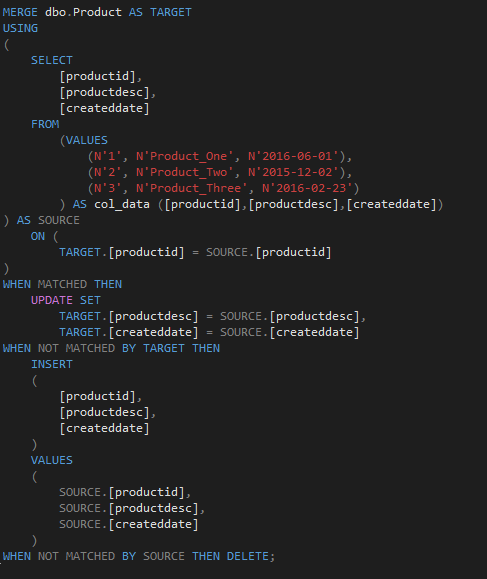 MERGE dbo.Product AS TARGET
USING
(
    SELECT
        [productid],
        [productdesc],
        [createddate]
    FROM
        (VALUES
            (N'1', N'Product_One', N'2016-06-01'),
            (N'2', N'Product_Two', N'2015-12-02'),
            (N'3', N'Product_Three', N'2016-02-23')
        ) AS col_data ([productid],[productdesc],[createddate])
) AS SOURCE
    ON (
        TARGET.[productid] = SOURCE.[productid]
)
WHEN MATCHED THEN
    UPDATE SET
        TARGET.[productdesc] = SOURCE.[productdesc],
        TARGET.[createddate] = SOURCE.[createddate]
WHEN NOT MATCHED BY TARGET THEN
    INSERT
    (
        [productid],
        [productdesc],
        [createddate]
    )
    VALUES
    (
        SOURCE.[productid],
        SOURCE.[productdesc],
        SOURCE.[createddate]
    )
WHEN NOT MATCHED BY SOURCE THEN DELETE;